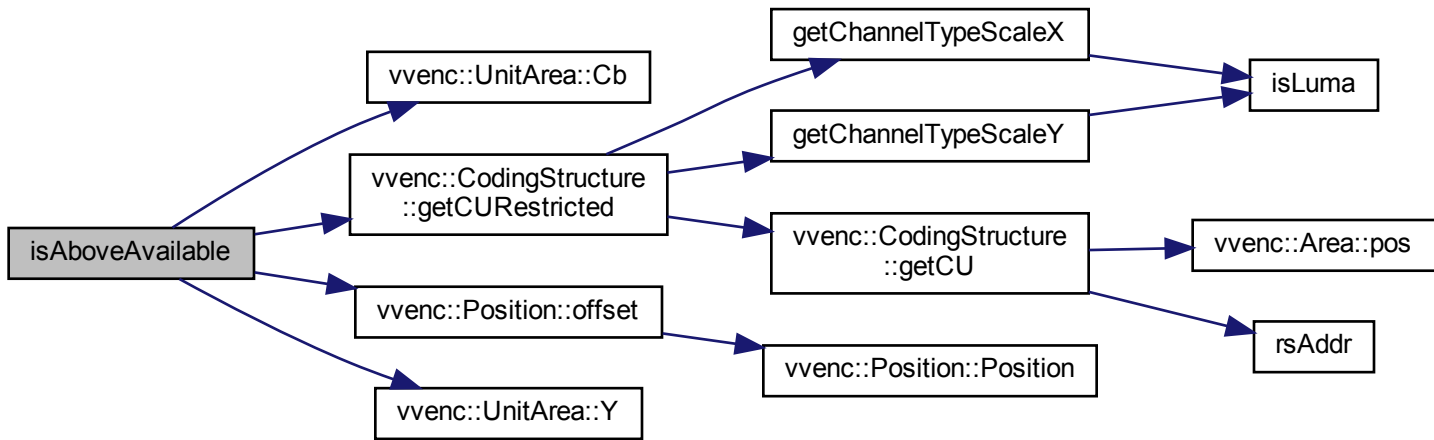 isAboveAvailable
vvenc::UnitArea::Cb
vvenc::CodingStructure
::getCURestricted
vvenc::Position::offset
vvenc::UnitArea::Y
getChannelTypeScaleX
getChannelTypeScaleY
vvenc::CodingStructure
::getCU
vvenc::Position::Position
isLuma
vvenc::Area::pos
rsAddr